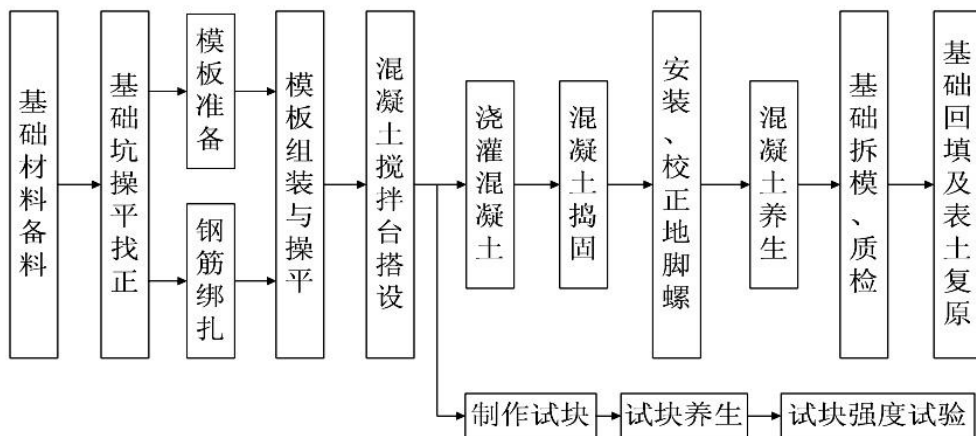 基础材料备料
基础坑操平找正
模板准备
钢筋绑扎
模板组装与操平
混凝土搅拌台搭设
浇灌混凝土
混凝土捣固
安装、校正地脚螺
混凝土养生
基础拆模、质检
基础回填及表土复原
制作试块
试块养生
试块强度试验